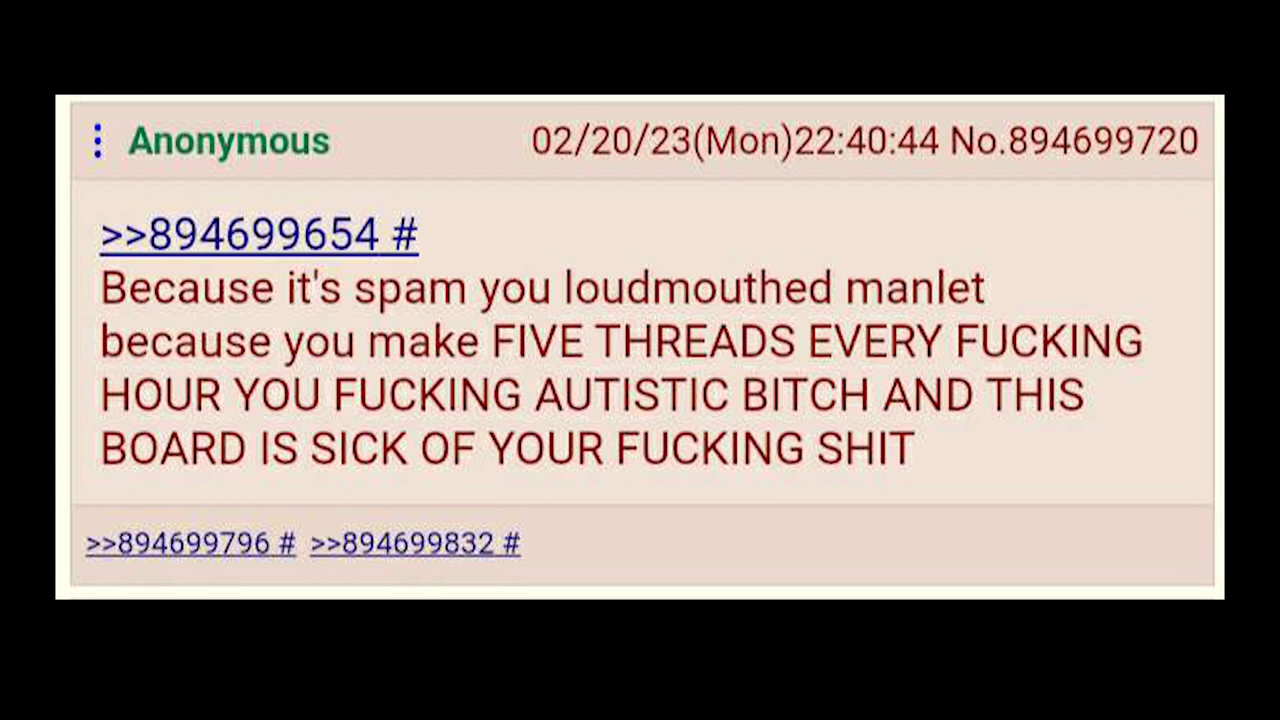 Anonymous 02/20/23(Mon)22:40:44 No.894699720
>>894699654 #
Because it's spam you loudmouthed manlet
because you make FIVE THREADS EVERY FUCKING
HOUR YOU FUCKING AUTISTIC BITCH AND THIS
BOARD IS SICK OF YOUR FUCKING SHIT
>>894699796 # >>894699832 #